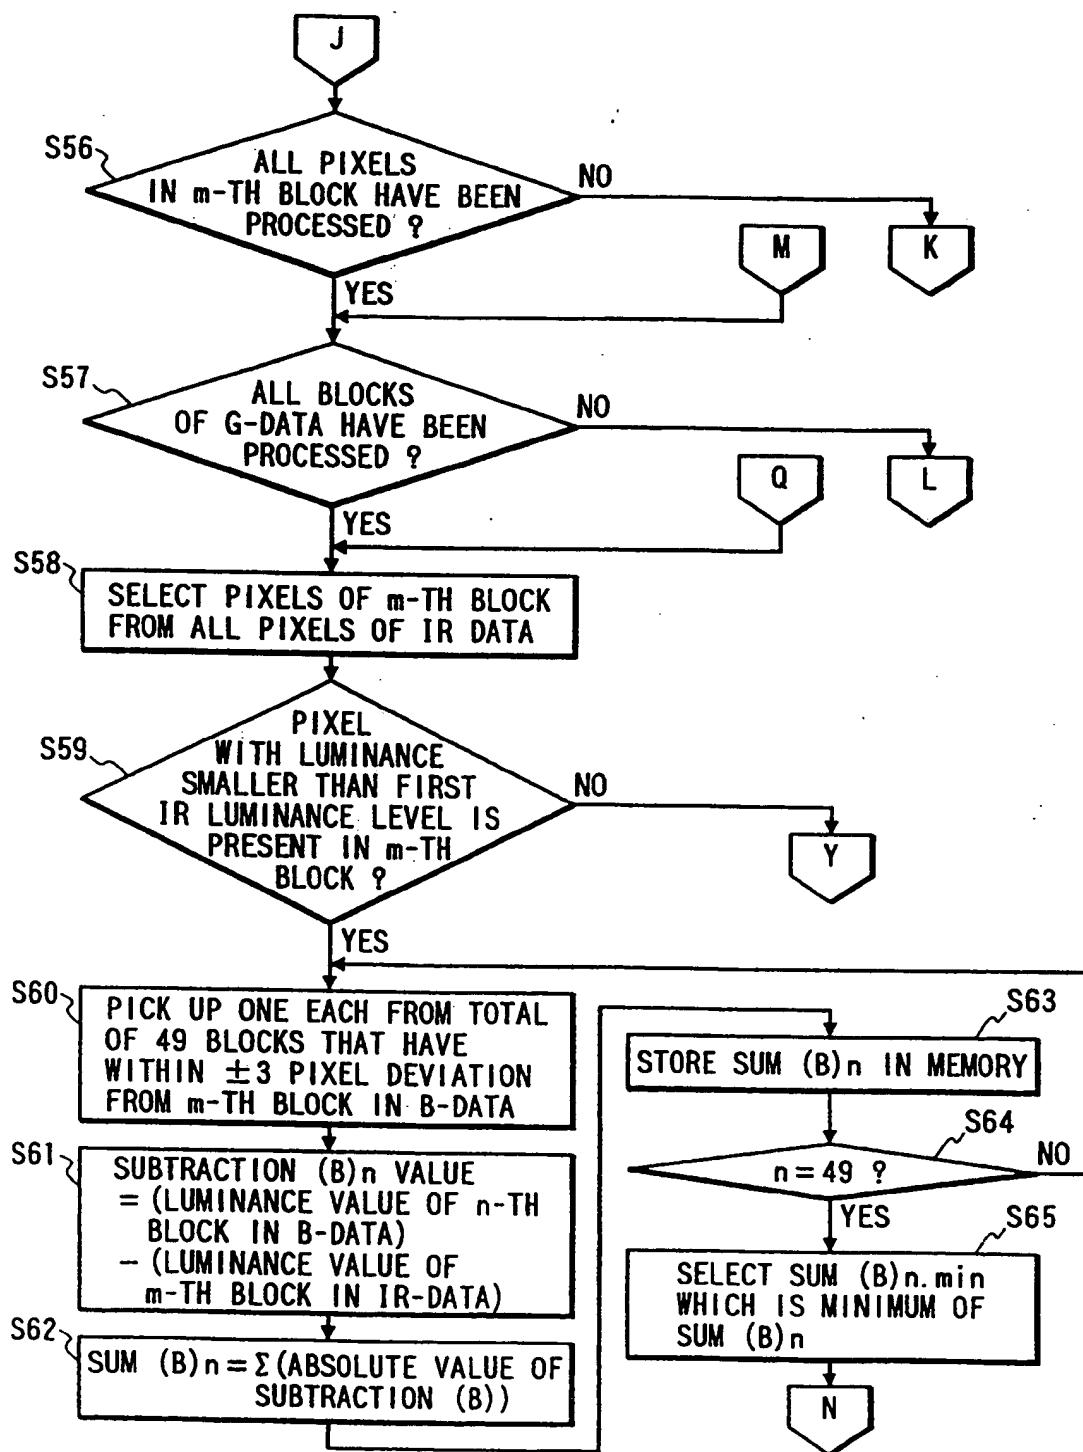 J
S56
ALL PIXELS
IN m-TH BLOCK HAVE BEEN
PROCESSED ?
NO
K
M
YES
S57
ALL BLOCKS
OF G-DATA HAVE BEEN
PROCESSED ?
NO
L
Q
YES
S58
SELECT PIXELS OF m-TH BLOCK
FROM ALL PIXELS OF IR DATA
S59
PIXEL
WITH LUMINANCE
SMALLER THAN FIRST
IR LUMINANCE LEVEL IS
PRESENT IN m-TH
BLOCK ?
NO
Y
YES
S60
PICK UP ONE EACH FROM TOTAL
OF 49 BLOCKS THAT HAVE
WITHIN ±3 PIXEL DEVIATION
FROM m-TH BLOCK IN B-DATA
S61
SUBTRACTION (B)n VALUE
= (LUMINANCE VALUE OF n-TH
BLOCK IN B-DATA)
− (LUMINANCE VALUE OF
m-TH BLOCK IN IR-DATA)
S62
SUM (B)n = Σ(ABSOLUTE VALUE OF
SUBTRACTION (B))
S63
STORE SUM (B)n IN MEMORY
S64
n = 49 ?
NO
YES
S65
SELECT SUM (B)n.min
WHICH IS MINIMUM OF
SUM (B)n
N